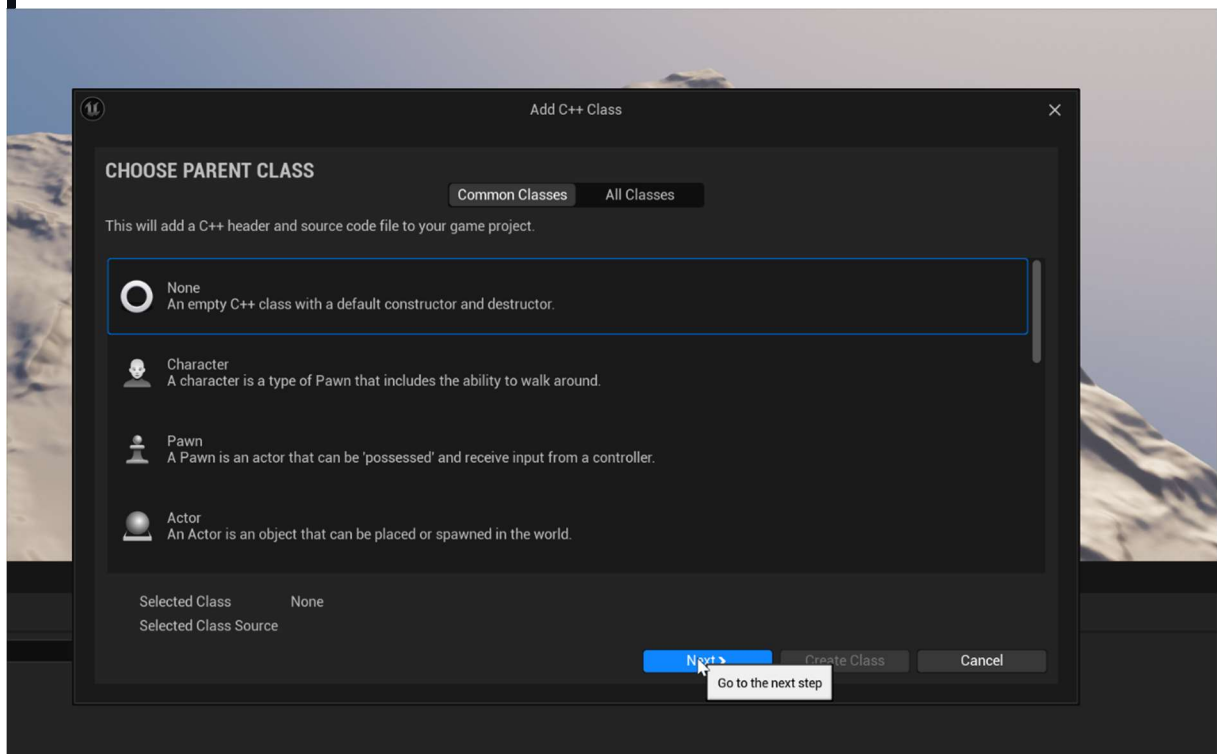 Add C++ Class
CHOOSE PARENT CLASS
Common Classes All Classes
This will add a C++ header and source code file to your game project.
None
An empty C++ class with a default constructor and destructor.
Character
A character is a type of Pawn that includes the ability to walk around.
Pawn
A Pawn is an actor that can be 'possessed' and receive input from a controller.
Actor
An Actor is an object that can be placed or spawned in the world.
Selected Class None
Selected Class Source
Next Create Class Cancel
Go to the next step